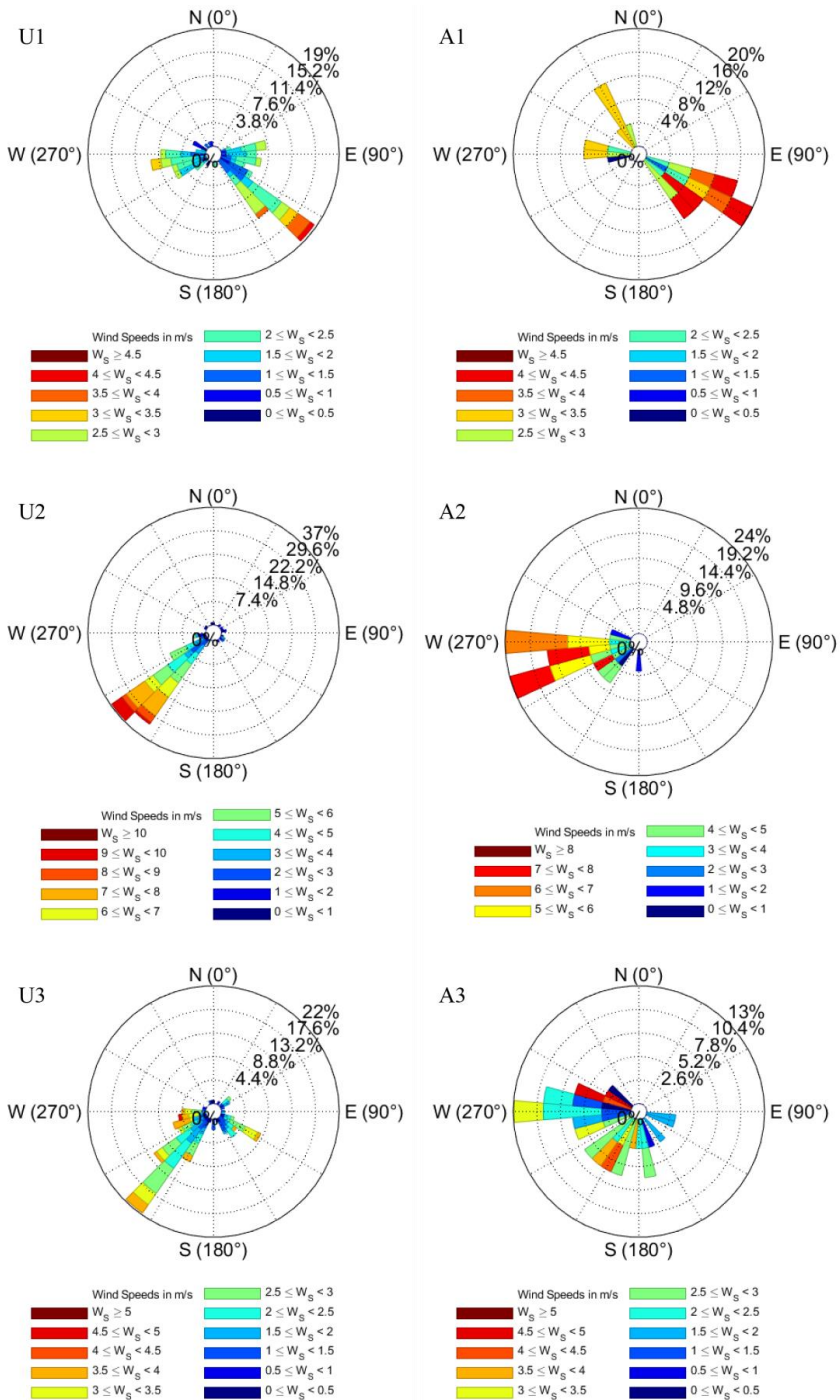 U1
N (0°)
19%
15.2%
11.4%
7.6%
3.8%
W (270°)
0%
E (90°)
S (180°)
Wind Speeds in m/s
W_S ≥ 4.5
4 ≤ W_S < 4.5
3.5 ≤ W_S < 4
3 ≤ W_S < 3.5
2.5 ≤ W_S < 3
2 ≤ W_S < 2.5
1.5 ≤ W_S < 2
1 ≤ W_S < 1.5
0.5 ≤ W_S < 1
0 ≤ W_S < 0.5
A1
N (0°)
20%
16%
12%
8%
4%
W (270°)
0%
E (90°)
S (180°)
Wind Speeds in m/s
W_S ≥ 4.5
4 ≤ W_S < 4.5
3.5 ≤ W_S < 4
3 ≤ W_S < 3.5
2.5 ≤ W_S < 3
2 ≤ W_S < 2.5
1.5 ≤ W_S < 2
1 ≤ W_S < 1.5
0.5 ≤ W_S < 1
0 ≤ W_S < 0.5
U2
N (0°)
37%
29.6%
22.2%
14.8%
7.4%
W (270°)
0%
E (90°)
S (180°)
Wind Speeds in m/s
W_S ≥ 10
9 ≤ W_S < 10
8 ≤ W_S < 9
7 ≤ W_S < 8
6 ≤ W_S < 7
5 ≤ W_S < 6
4 ≤ W_S < 5
3 ≤ W_S < 4
2 ≤ W_S < 3
1 ≤ W_S < 2
0 ≤ W_S < 1
A2
N (0°)
24%
19.2%
14.4%
9.6%
4.8%
W (270°)
0%
E (90°)
S (180°)
Wind Speeds in m/s
W_S ≥ 8
7 ≤ W_S < 8
6 ≤ W_S < 7
5 ≤ W_S < 6
4 ≤ W_S < 5
3 ≤ W_S < 4
2 ≤ W_S < 3
1 ≤ W_S < 2
0 ≤ W_S < 1
U3
N (0°)
22%
17.6%
13.2%
8.8%
4.4%
W (270°)
0%
E (90°)
S (180°)
Wind Speeds in m/s
W_S ≥ 5
4.5 ≤ W_S < 5
4 ≤ W_S < 4.5
3.5 ≤ W_S < 4
3 ≤ W_S < 3.5
2.5 ≤ W_S < 3
2 ≤ W_S < 2.5
1.5 ≤ W_S < 2
1 ≤ W_S < 1.5
0.5 ≤ W_S < 1
0 ≤ W_S < 0.5
A3
N (0°)
13%
10.4%
7.8%
5.2%
2.6%
W (270°)
0%
E (90°)
S (180°)
Wind Speeds in m/s
W_S ≥ 5
4.5 ≤ W_S < 5
4 ≤ W_S < 4.5
3.5 ≤ W_S < 4
3 ≤ W_S < 3.5
2.5 ≤ W_S < 3
2 ≤ W_S < 2.5
1.5 ≤ W_S < 2
1 ≤ W_S < 1.5
0.5 ≤ W_S < 1
0 ≤ W_S < 0.5